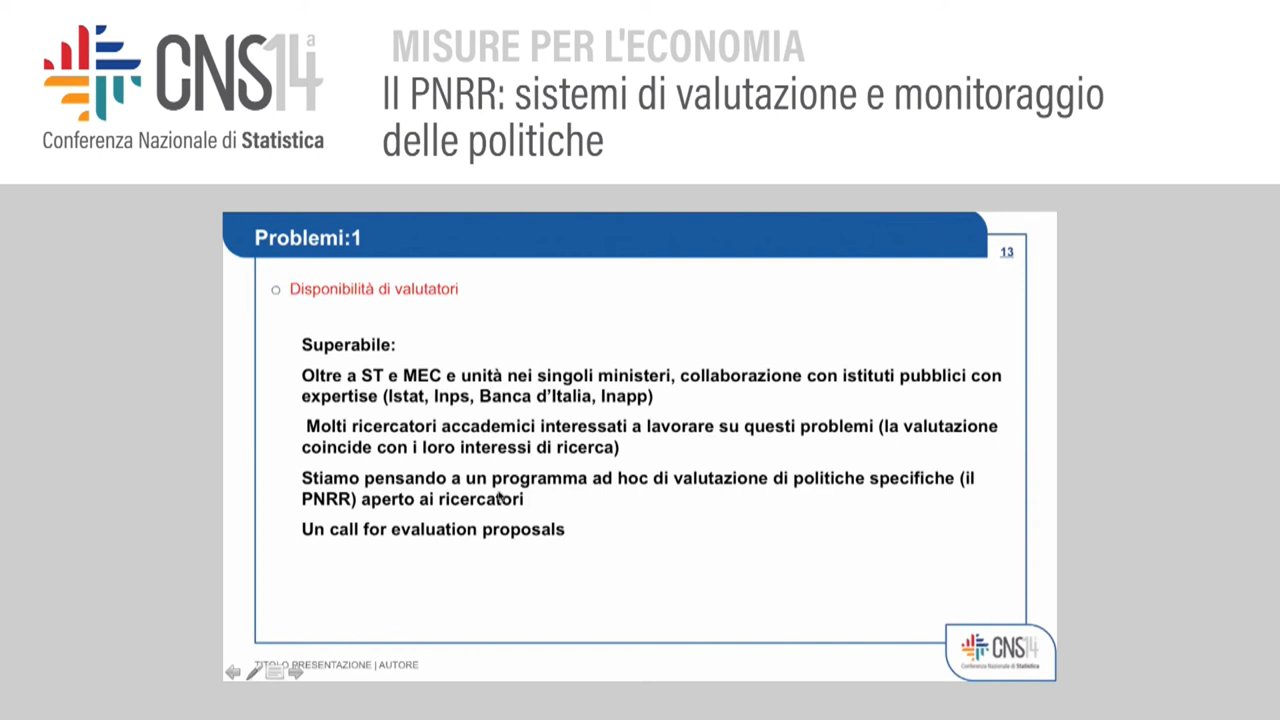 CNS14a
Conferenza Nazionale di Statistica
MISURE PER L'ECONOMIA
Il PNRR: sistemi di valutazione e monitoraggio
delle politiche
Problemi:1
13
Disponibilità di valutatori
Superabile:
Oltre a ST e MEC e unità nei singoli ministeri, collaborazione con istituti pubblici con
expertise (Istat, Inps, Banca d'Italia, Inapp)
Molti ricercatori accademici interessati a lavorare su questi problemi (la valutazione
coincide con i loro interessi di ricerca)
Stiamo pensando a un programma ad hoc di valutazione di politiche specifiche (il
PNRR) aperto ai ricercatori
Un call for evaluation proposals
TITOLO PRESENTAZIONE | AUTORE
CNS14
Conferenza Nazionale di Statistica